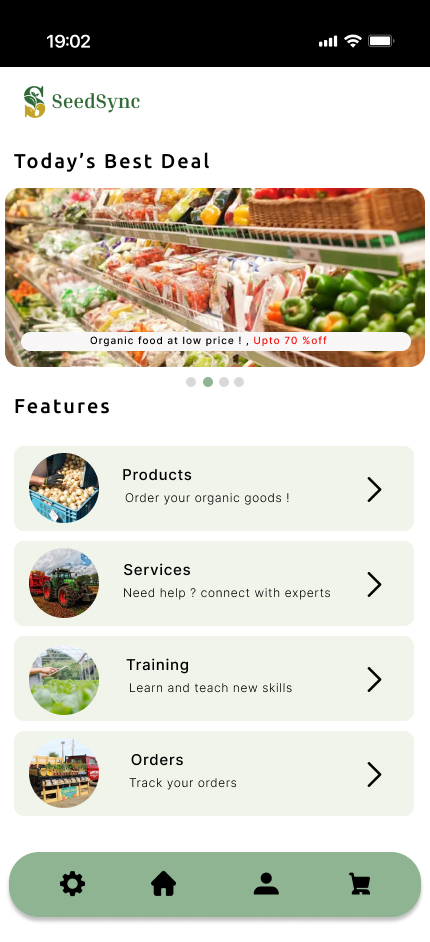 19:02
SeedSync
Today’s Best Deal
Organic food at low price ! , Upto 70 %off
Features
Products
Order your organic goods !
Services
Need help ? connect with experts
Training
Learn and teach new skills
Orders
Track your orders